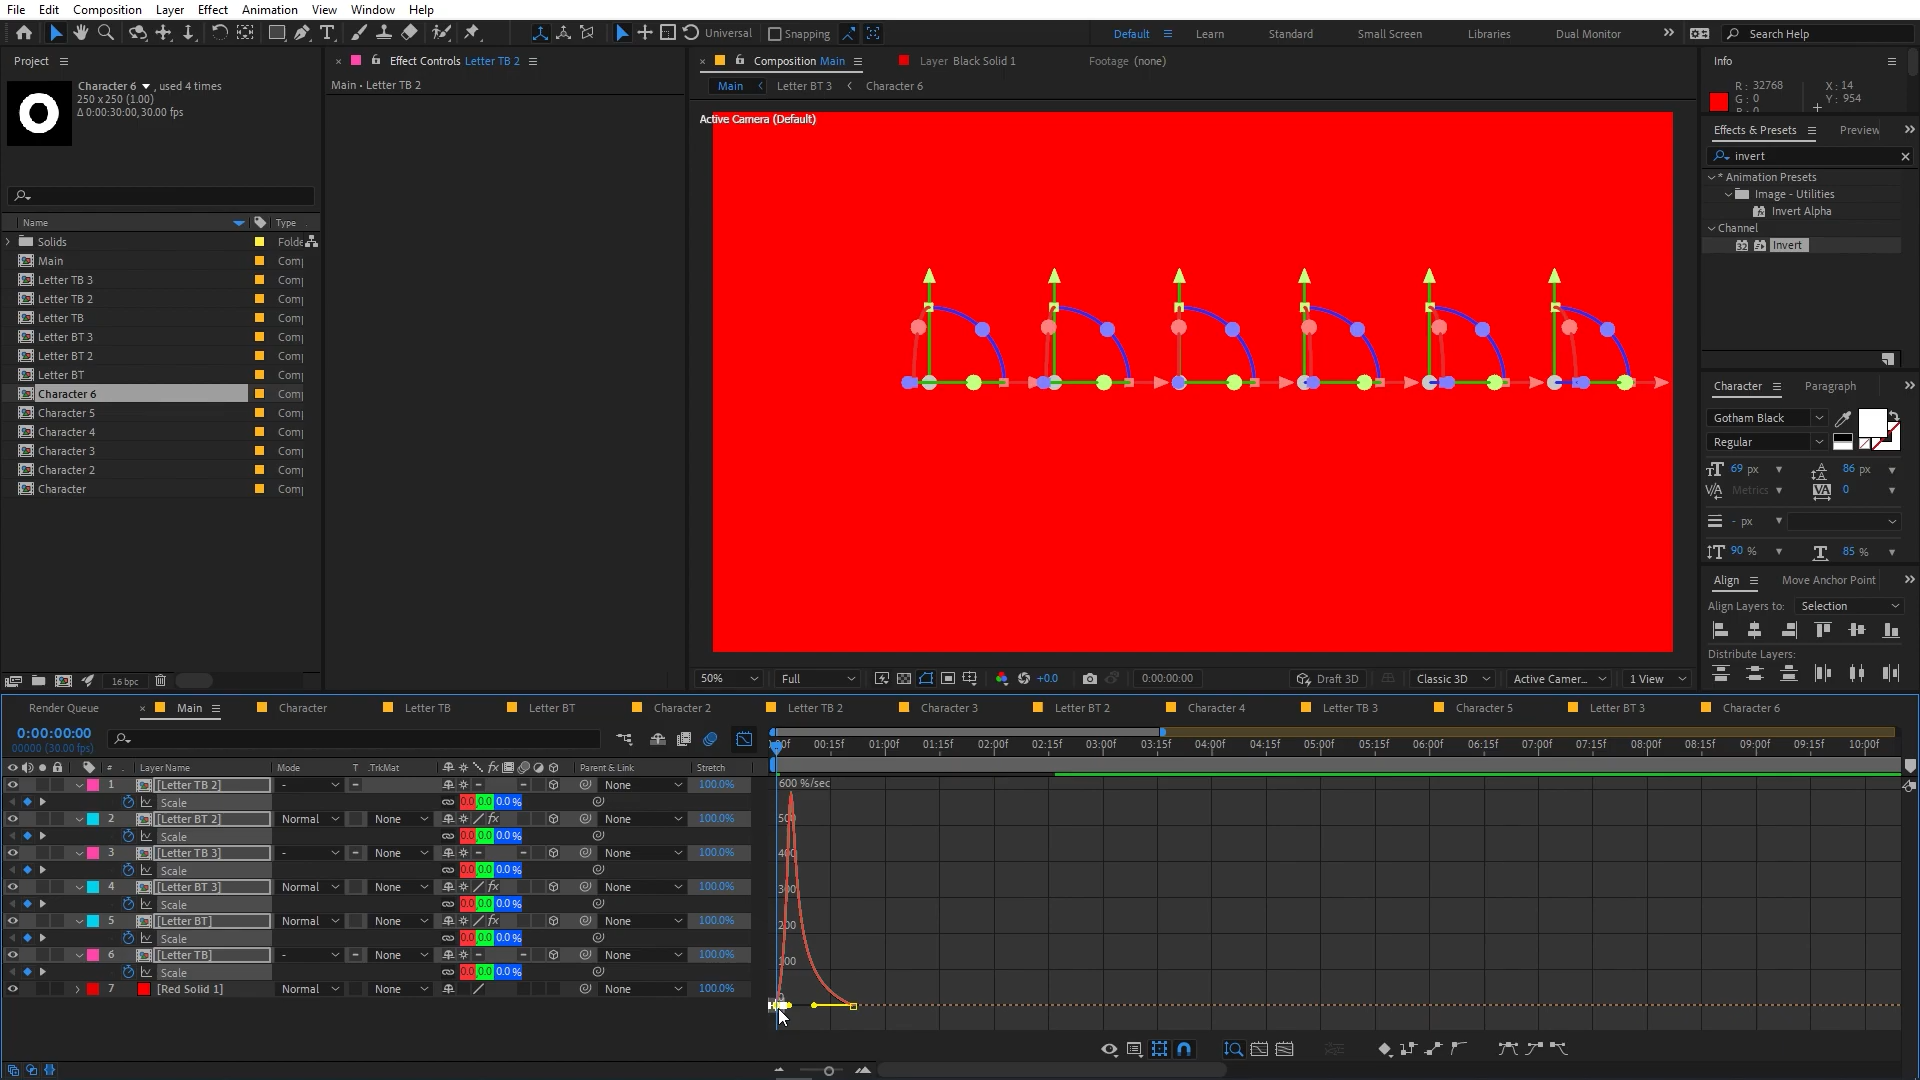 File Edit Composition Layer Effect Animation View Window Help
Universal Snapping Default Learn Standard Small Screen Libraries Dual Monitor Search Help
Project
Character 6 , used 4 times
250 x 250 (1.00)
Δ 0:00:30:00, 30.00 fps
Name Type
Solids Folde
Main Comp
Letter TB 3 Comp
Letter TB 2 Comp
Letter TB Comp
Letter BT 3 Comp
Letter BT 2 Comp
Letter BT Comp
Character 6 Comp
Character 5 Comp
Character 4 Comp
Character 3 Comp
Character 2 Comp
Character Comp
16 bpc
Effect Controls Letter TB 2
Main • Letter TB 2
Composition Main Layer Black Solid 1 Footage (none)
Main Letter BT 3 Character 6
Active Camera (Default)
50% Full +0.0 0:00:00:00 Draft 3D Classic 3D Active Camer... 1 View
Info
R : 32768 X : 14
G : 0 Y : 954
B : 0
Effects & Presets Preview
invert
* Animation Presets
Image - Utilities
Invert Alpha
Channel
Invert
Character Paragraph
Gotham Black
Regular
69 px 86 px
Metrics 0
- px
90 % 85 %
Align Move Anchor Point
Align Layers to: Selection
Distribute Layers:
Render Queue Main Character Letter TB Letter BT Character 2 Letter TB 2 Character 3 Letter BT 2 Character 4 Letter TB 3 Character 5 Letter BT 3 Character 6
0:00:00:00
00000 (30.00 fps)
00f 00:15f 01:00f 01:15f 02:00f 02:15f 03:00f 03:15f 04:00f 04:15f 05:00f 05:15f 06:00f 06:15f 07:00f 07:15f 08:00f 08:15f 09:00f 09:15f 10:00f
# Layer Name Mode T .TrkMat fx Parent & Link Stretch
1 [Letter TB 2] - None 100.0%
Scale 0.0,0.0,0.0%
2 [Letter BT 2] Normal None fx None 100.0%
Scale 0.0,0.0,0.0%
3 [Letter TB 3] - None None 100.0%
Scale 0.0,0.0,0.0%
4 [Letter BT 3] Normal None fx None 100.0%
Scale 0.0,0.0,0.0%
5 [Letter BT] Normal None fx None 100.0%
Scale 0.0,0.0,0.0%
6 [Letter TB] - None None 100.0%
Scale 0.0,0.0,0.0%
7 [Red Solid 1] Normal None None 100.0%
600 %/sec
500
400
300
200
100
0